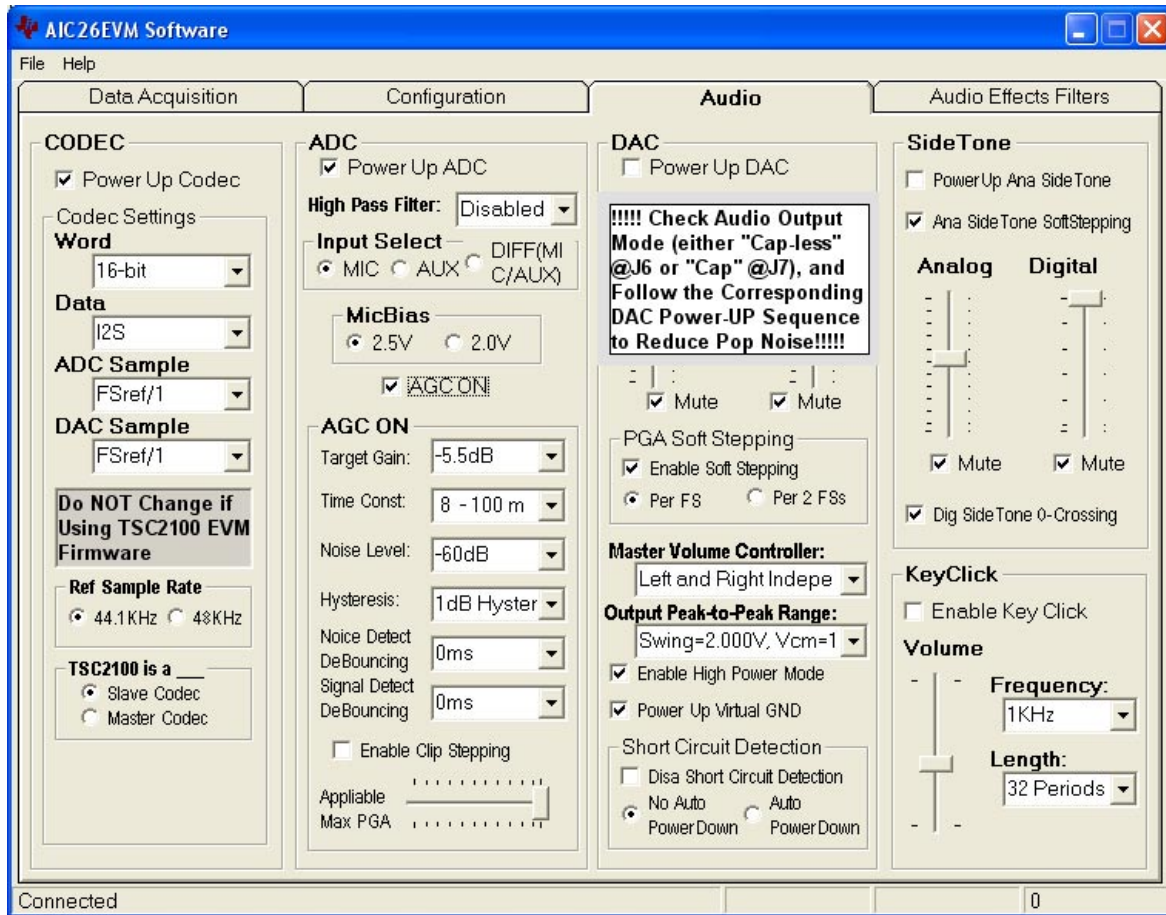 AIC26EVM Software
File Help
Data Acquisition
Configuration
Audio
Audio Effects Filters
CODEC
Power Up Codec
Codec Settings
Word
16-bit
Data
I2S
ADC Sample
FSref/1
DAC Sample
FSref/1
Do NOT Change if
Using TSC2100 EVM
Firmware
Ref Sample Rate
44.1KHz 48KHz
TSC2100 is a ___
Slave Codec
Master Codec
ADC
Power Up ADC
High Pass Filter: Disabled
Input Select
MIC AUX DIFF(MI
C/AUX)
MicBias
2.5V 2.0V
AGC ON
AGC ON
Target Gain: -5.5dB
Time Const: 8 - 100 m
Noise Level: -60dB
Hysteresis: 1dB Hyster
Noice Detect
DeBouncing 0ms
Signal Detect
DeBouncing 0ms
Enable Clip Stepping
Appliable
Max PGA
DAC
Power Up DAC
!!!!! Check Audio Output
Mode (either "Cap-less"
@J6 or "Cap" @J7), and
Follow the Corresponding
DAC Power-UP Sequence
to Reduce Pop Noise!!!!!
Mute Mute
PGA Soft Stepping
Enable Soft Stepping
Per FS Per 2 FSs
Master Volume Controller:
Left and Right Indepe
Output Peak-to-Peak Range:
Swing=2.000V, Vcm=1
Enable High Power Mode
Power Up Virtual GND
Short Circuit Detection
Disa Short Circuit Detection
No Auto
PowerDown
Auto
PowerDown
SideTone
PowerUp Ana SideTone
Ana SideTone SoftStepping
Analog Digital
Mute Mute
Dig SideTone 0-Crossing
KeyClick
Enable Key Click
Volume
Frequency:
1KHz
Length:
32 Periods
Connected
0